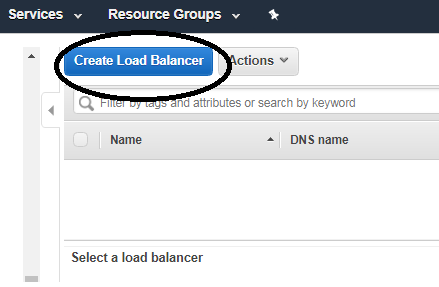 Services Resource Groups
Create Load Balancer Actions
Filter by tags and attributes or search by keyword
Name DNS name
Select a load balancer